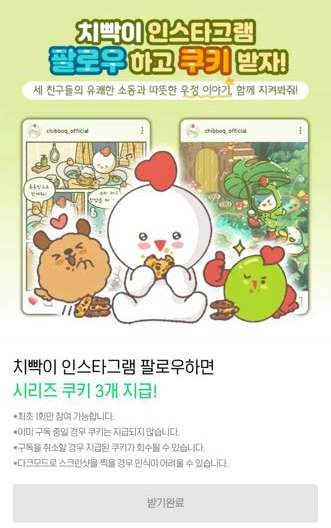 치빡이 인스타그램
팔로우 하고 쿠키 받자!
세 친구들의 유쾌한 소동과 따뜻한 우정 이야기, 함께 지켜봐줘!
chibbaq_official
chibbaq_official
치빡이 인스타그램 팔로우하면
시리즈 쿠키 3개 지급!
*최초 1회만 참여 가능합니다.
*이미 구독 중일 경우 쿠키는 지급되지 않습니다.
*구독을 취소할 경우 지급된 쿠키가 회수될 수 있습니다.
*다크모드로 스크린샷을 찍을 경우 인식이 어려울 수 있습니다.
받기완료